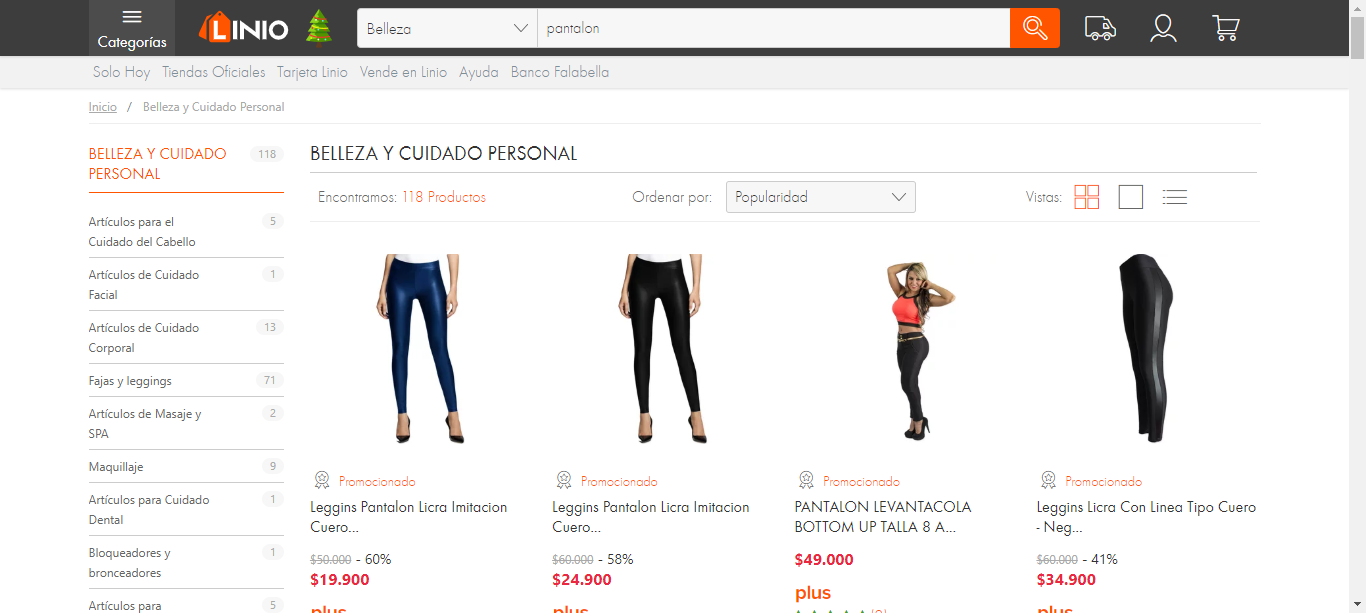 Categorías
LINIO
Belleza
pantalon
Solo Hoy Tiendas Oficiales Tarjeta Linio Vende en Linio Ayuda Banco Falabella
Inicio / Belleza y Cuidado Personal
BELLEZA Y CUIDADO PERSONAL 118
Artículos para el Cuidado del Cabello 5
Artículos de Cuidado Facial 1
Artículos de Cuidado Corporal 13
Fajas y leggings 71
Artículos de Masaje y SPA 2
Maquillaje 9
Artículos para Cuidado Dental 1
Bloqueadores y bronceadores 1
Artículos para 5
BELLEZA Y CUIDADO PERSONAL
Encontramos: 118 Productos
Ordenar por: Popularidad
Vistas:
Promocionado
Leggins Pantalon Licra Imitacion
Cuero...
$50.000 - 60%
$19.900
plus
Promocionado
Leggins Pantalon Licra Imitacion
Cuero...
$60.000 - 58%
$24.900
plus
Promocionado
PANTALON LEVANTACOLA
BOTTOM UP TALLA 8 A...
$49.000
plus
Promocionado
Leggins Licra Con Linea Tipo Cuero
- Neg...
$60.000 - 41%
$34.900
plus